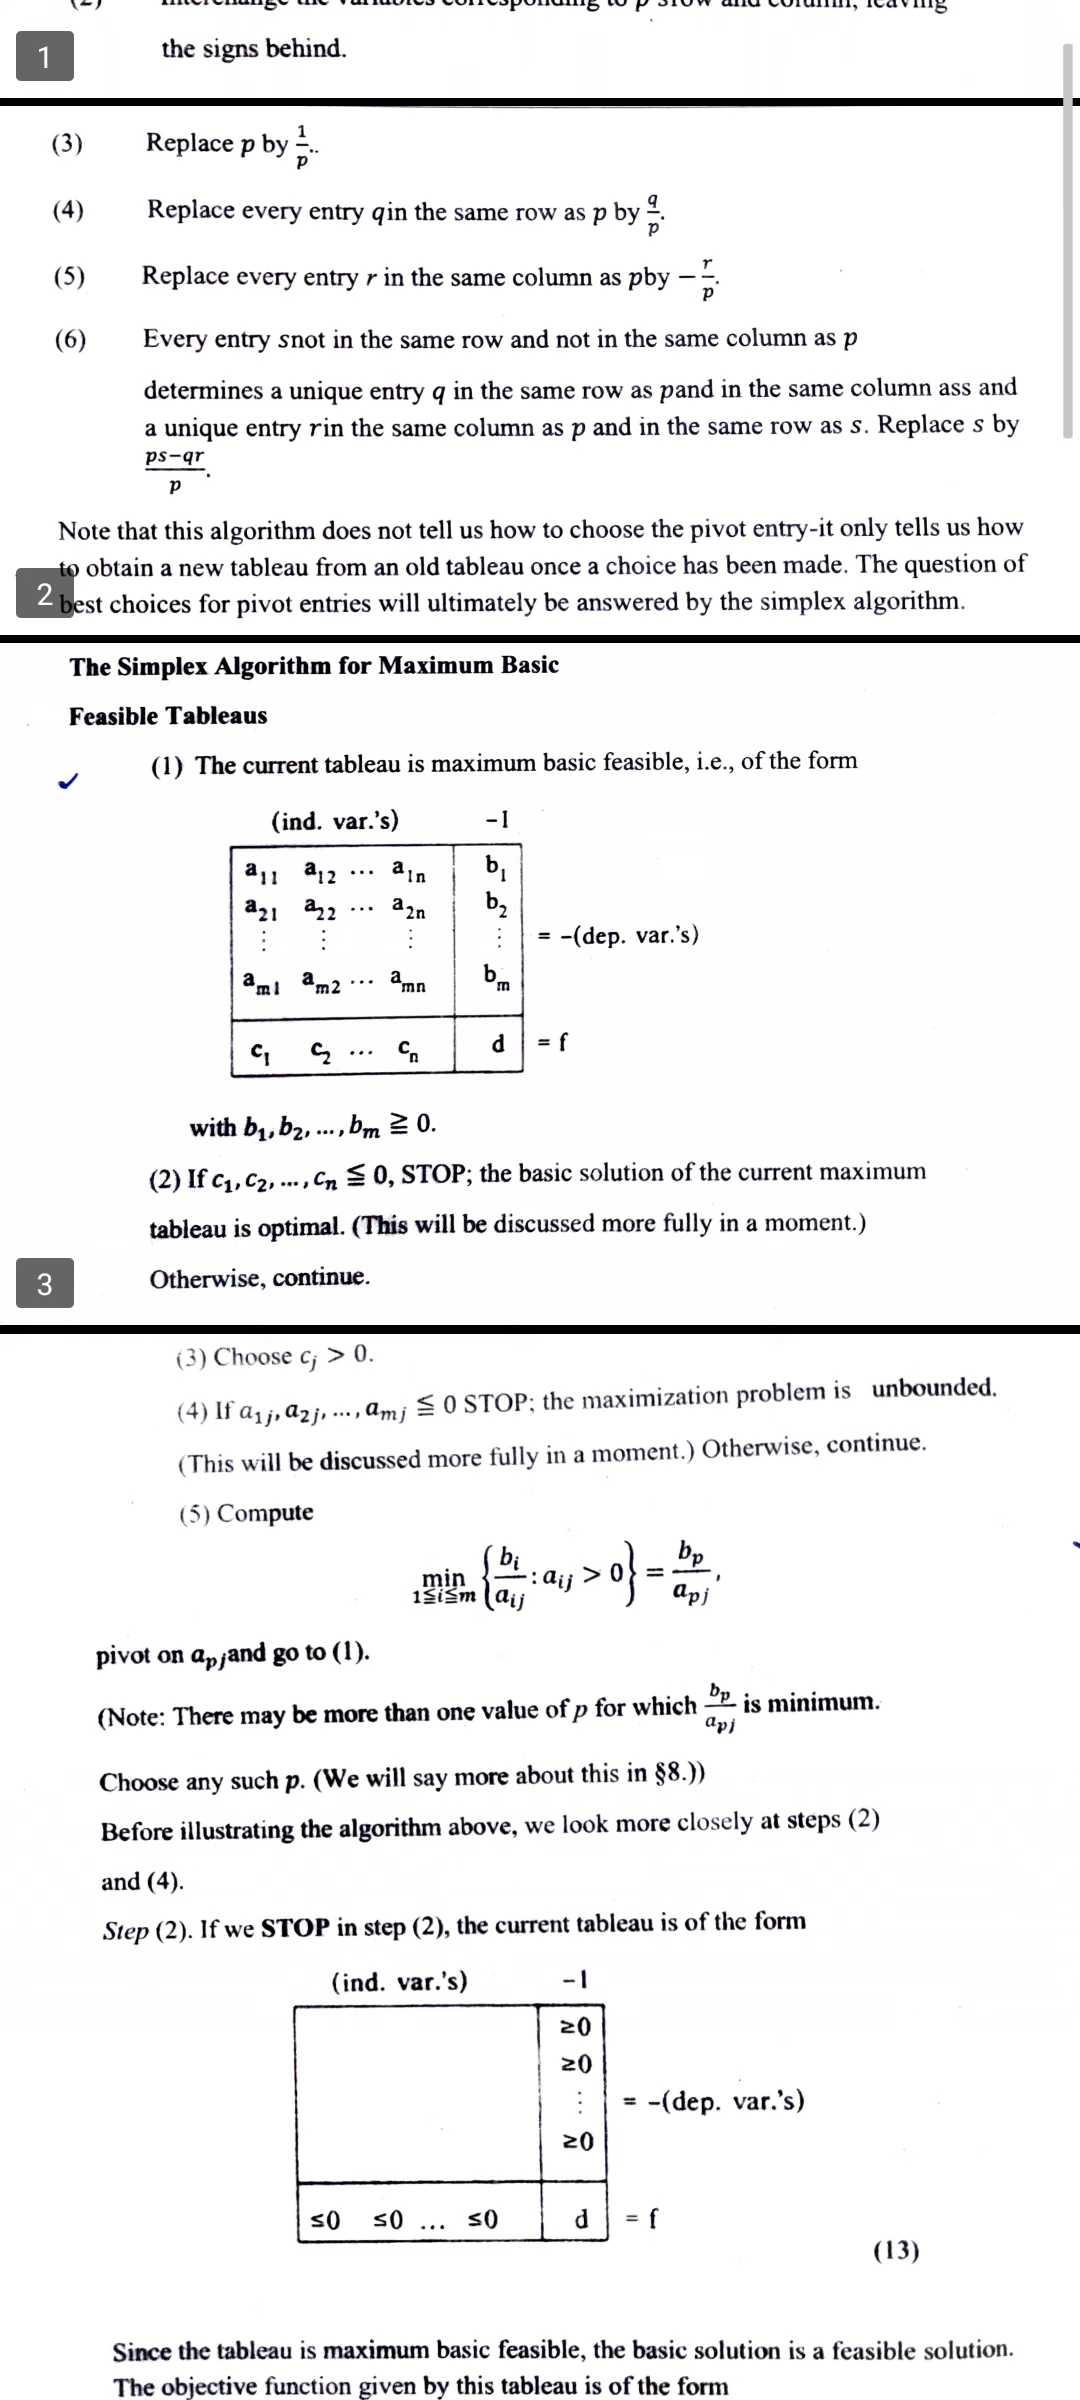 the signs behind.
1
(3) Replace p by 1/p..
(4) Replace every entry qin the same row as p by q/p.
(5) Replace every entry r in the same column as pby − r/p.
(6) Every entry snot in the same row and not in the same column as p
determines a unique entry q in the same row as pand in the same column ass and
a unique entry rin the same column as p and in the same row as s. Replace s by
ps−qr/p.
Note that this algorithm does not tell us how to choose the pivot entry-it only tells us how
to obtain a new tableau from an old tableau once a choice has been made. The question of
2
best choices for pivot entries will ultimately be answered by the simplex algorithm.
The Simplex Algorithm for Maximum Basic
Feasible Tableaus
(1) The current tableau is maximum basic feasible, i.e., of the form
(ind. var.'s) -1
a11 a12 ... a1n b1
a21 a22 ... a2n b2
⋮ ⋮ ⋮ ⋮ = -(dep. var.'s)
am1 am2 ... amn bm
c1 c2 ... cn d = f
with b1, b2, ..., bm ≧ 0.
(2) If c1, c2, ..., cn ≦ 0, STOP; the basic solution of the current maximum
tableau is optimal. (This will be discussed more fully in a moment.)
Otherwise, continue.
3
(3) Choose cj > 0.
(4) If a1j, a2j, ..., amj ≦ 0 STOP; the maximization problem is unbounded.
(This will be discussed more fully in a moment.) Otherwise, continue.
(5) Compute
min 1≦i≦m {bi/aij : aij > 0} = bp/apj,
pivot on apjand go to (1).
(Note: There may be more than one value of p for which bp/apj is minimum.
Choose any such p. (We will say more about this in §8.))
Before illustrating the algorithm above, we look more closely at steps (2)
and (4).
Step (2). If we STOP in step (2), the current tableau is of the form
(ind. var.'s) -1
≥0
≥0
⋮ = -(dep. var.'s)
≥0
≤0 ≤0 ... ≤0 d = f
(13)
Since the tableau is maximum basic feasible, the basic solution is a feasible solution.
The objective function given by this tableau is of the form